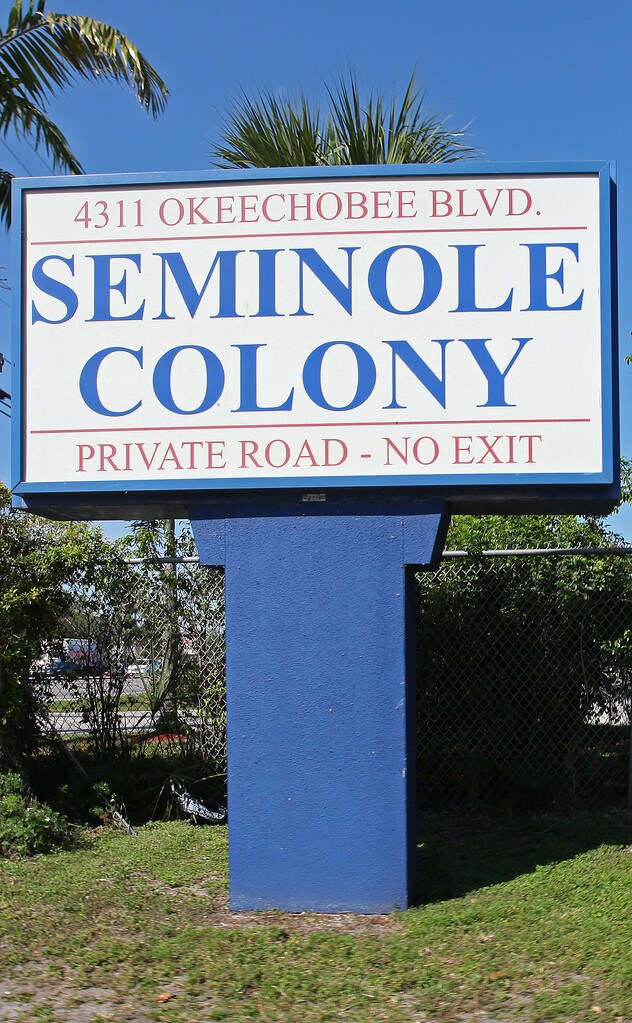 4311 OKEECHOBEE BLVD.
SEMINOLE
COLONY
PRIVATE ROAD - NO EXIT